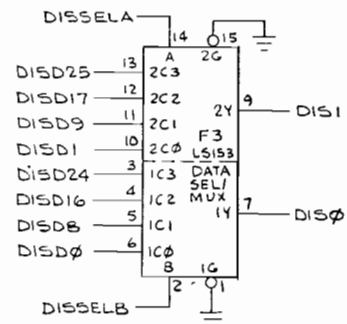 DISSELA
14 15
A 2G
DISD25 13 2C3
DISD17 12 2C2
DISD9 11 2C1 2Y 9 DIS1
DISD1 10 2C0 F3
LS153
DISD24 3 1C3 DATA
SEL/
DISD16 4 1C2 MUX
DISD8 5 1C1 1Y 7 DIS0
DISD0 6 1C0
B 1G
2 1
DISSELB